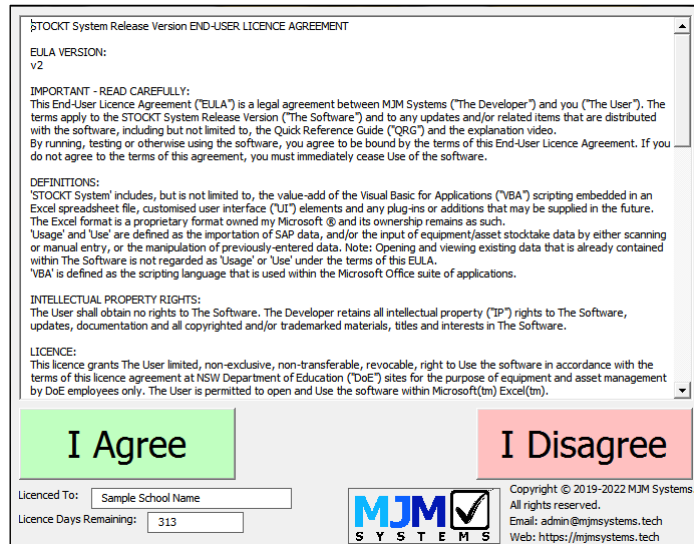 STOCKT System Release Version END-USER LICENCE AGREEMENT
EULA VERSION:
v2
IMPORTANT - READ CAREFULLY:
This End-User Licence Agreement ("EULA") is a legal agreement between MJM Systems ("The Developer") and you ("The User"). The
terms apply to the STOCKT System Release Version ("The Software") and to any updates and/or related items that are distributed
with the software, including but not limited to, the Quick Reference Guide ("QRG") and the explanation video.
By running, testing or otherwise using the software, you agree to be bound by the terms of this End-User Licence Agreement. If you
do not agree to the terms of this agreement, you must immediately cease Use of the software.
DEFINITIONS:
'STOCKT System' includes, but is not limited to, the value-add of the Visual Basic for Applications ("VBA") scripting embedded in an
Excel spreadsheet file, customised user interface ("UI") elements and any plug-ins or additions that may be supplied in the future.
The Excel format is a proprietary format owned my Microsoft ® and its ownership remains as such.
'Usage' and 'Use' are defined as the importation of SAP data, and/or the input of equipment/asset stocktake data by either scanning
or manual entry, or the manipulation of previously-entered data. Note: Opening and viewing existing data that is already contained
within The Software is not regarded as 'Usage' or 'Use' under the terms of this EULA.
'VBA' is defined as the scripting language that is used within the Microsoft Office suite of applications.
INTELLECTUAL PROPERTY RIGHTS:
The User shall obtain no rights to The Software. The Developer retains all intellectual property ("IP") rights to The Software,
updates, documentation and all copyrighted and/or trademarked materials, titles and interests in The Software.
LICENCE:
This licence grants The User limited, non-exclusive, non-transferable, revocable, right to Use the software in accordance with the
terms of this licence agreement at NSW Department of Education ("DoE") sites for the purpose of equipment and asset management
by DoE employees only. The User is permitted to open and Use the software within Microsoft(tm) Excel(tm).
I Agree
I Disagree
Licenced To: Sample School Name
Licence Days Remaining: 313
MJM
SYSTEMS
Copyright © 2019-2022 MJM Systems.
All rights reserved.
Email: admin@mjmsystems.tech
Web: https://mjmsystems.tech